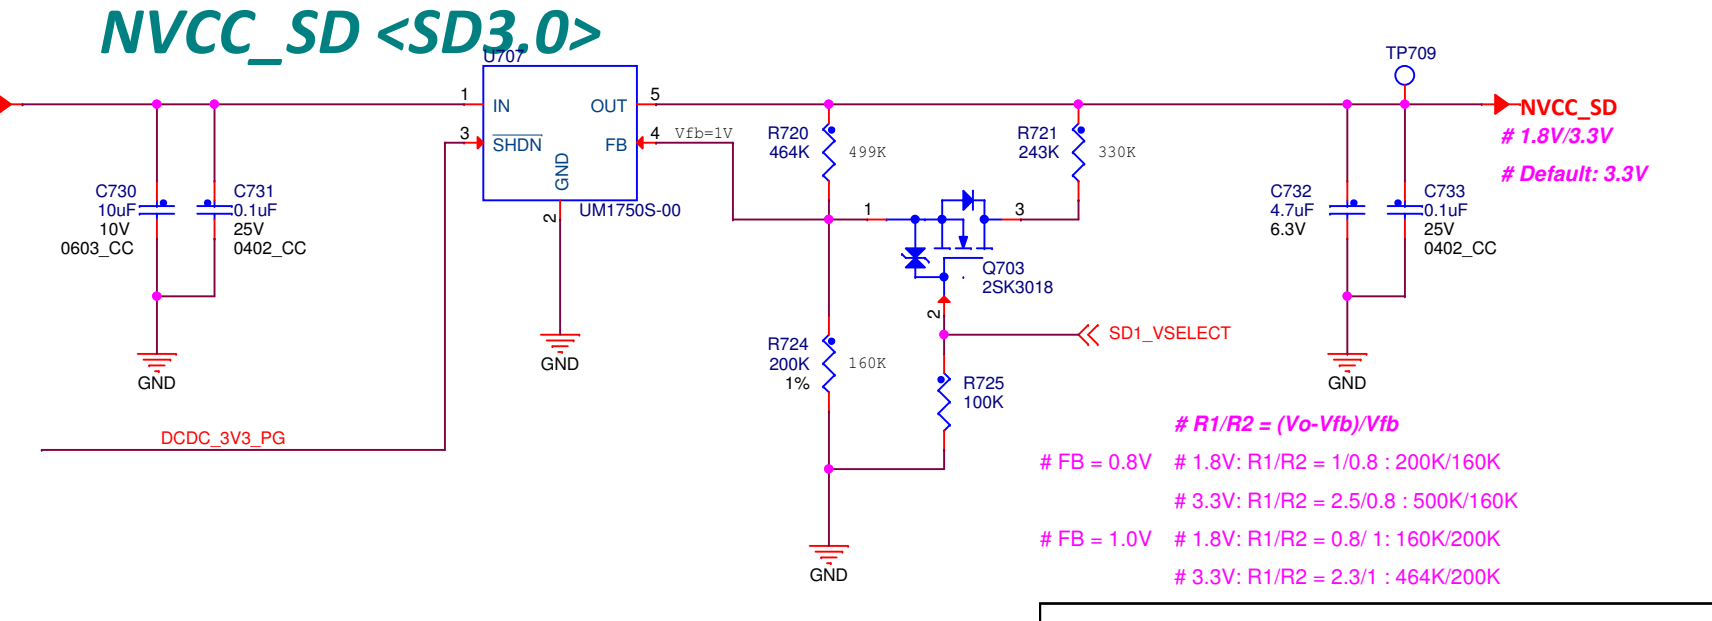 NVCC_SD <SD3.0>
U707
TP709
1
IN
OUT
5
NVCC_SD
# 1.8V/3.3V
3
SHDN
FB
4
Vfb=1V
GND
R720
464K
499K
R721
243K
330K
# Default: 3.3V
C730
10uF
10V
0603_CC
C731
0.1uF
25V
0402_CC
2
UM1750S-00
1
3
C732
4.7uF
6.3V
C733
0.1uF
25V
0402_CC
Q703
2SK3018
2
SD1_VSELECT
R724
200K
1%
160K
GND
GND
GND
R725
100K
DCDC_3V3_PG
# R1/R2 = (Vo-Vfb)/Vfb
# FB = 0.8V # 1.8V: R1/R2 = 1/0.8 : 200K/160K
# 3.3V: R1/R2 = 2.5/0.8 : 500K/160K
# FB = 1.0V # 1.8V: R1/R2 = 0.8/ 1: 160K/200K
# 3.3V: R1/R2 = 2.3/1 : 464K/200K
GND